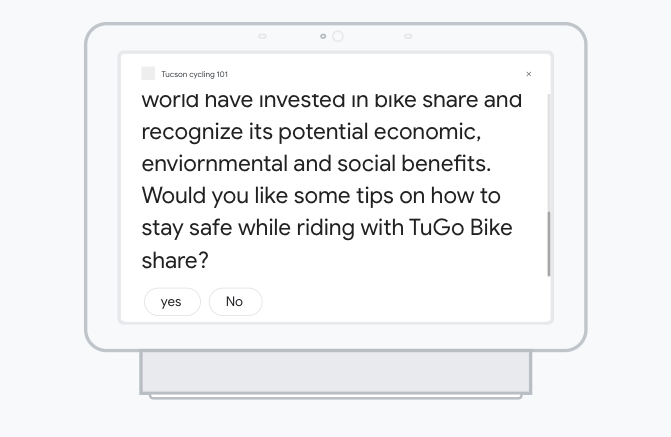 Tucson cycling 101
×
world have invested in bike share and
recognize its potential economic,
enviornmental and social benefits.
Would you like some tips on how to
stay safe while riding with TuGo Bike
share?
yes
No